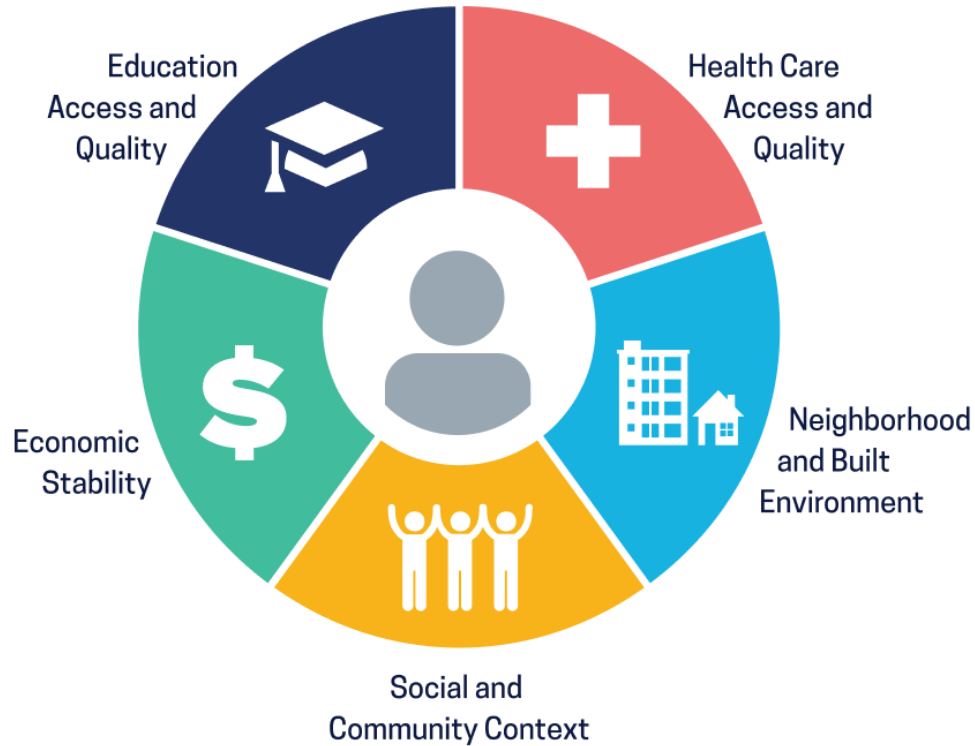 Education
Access and
Quality
Health Care
Access and
Quality
Economic
Stability
Neighborhood
and Built
Environment
Social and
Community Context